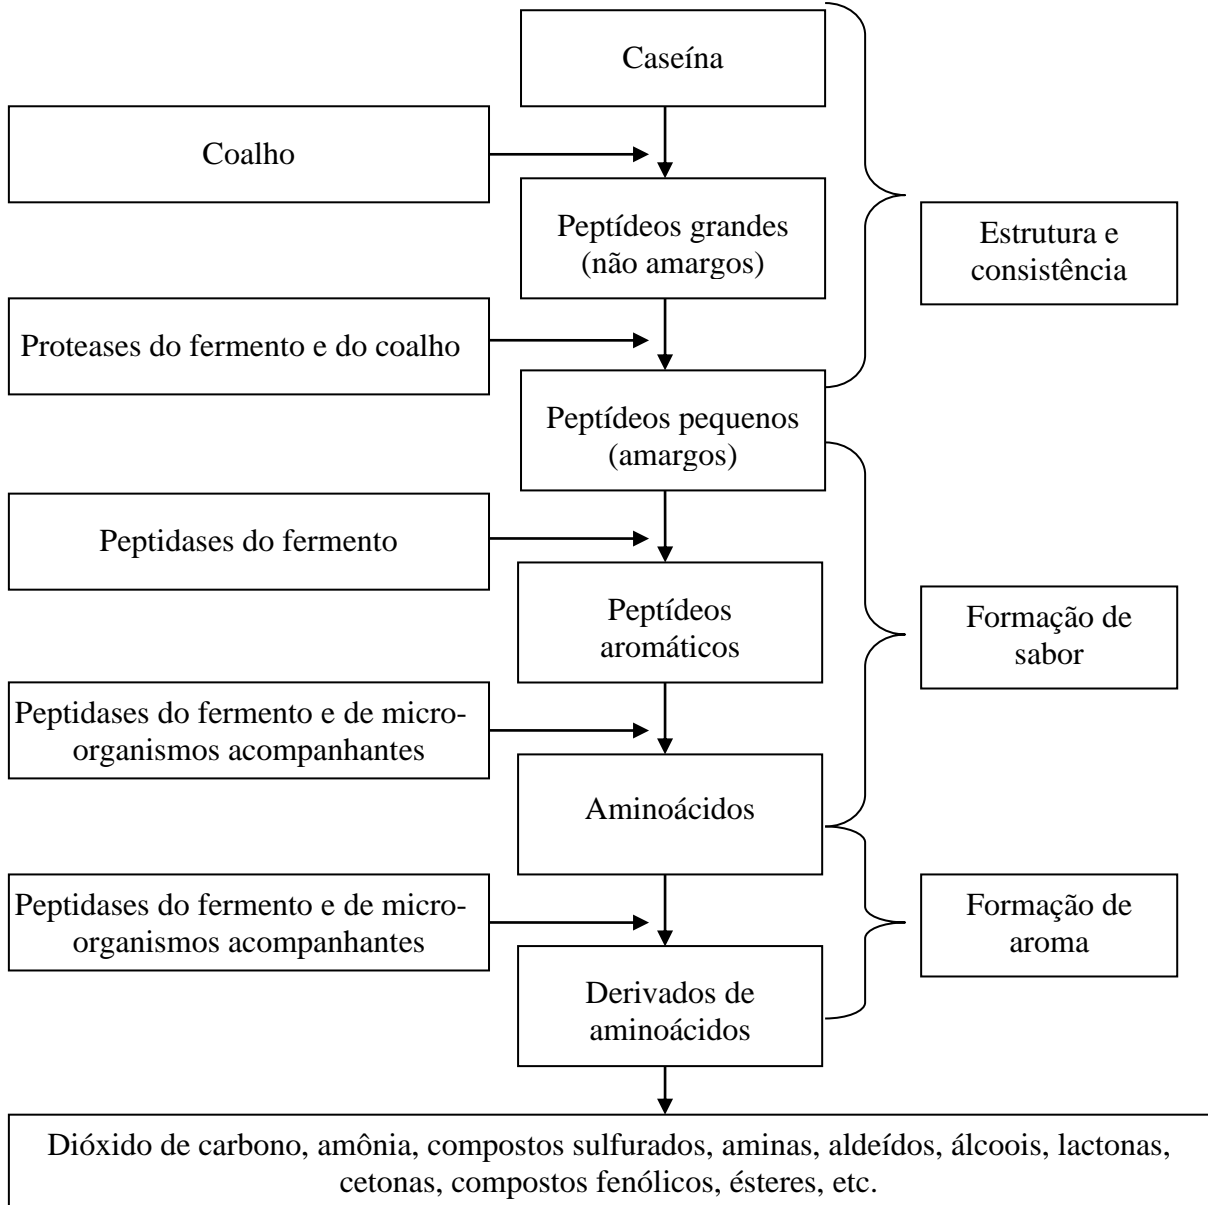 Caseína
Coalho
Peptídeos grandes
(não amargos)
Estrutura e
consistência
Proteases do fermento e do coalho
Peptídeos pequenos
(amargos)
Peptidases do fermento
Peptídeos
aromáticos
Formação de
sabor
Peptidases do fermento e de micro-
organismos acompanhantes
Aminoácidos
Peptidases do fermento e de micro-
organismos acompanhantes
Formação de
aroma
Derivados de
aminoácidos
Dióxido de carbono, amônia, compostos sulfurados, aminas, aldeídos, álcoois, lactonas,
cetonas, compostos fenólicos, ésteres, etc.